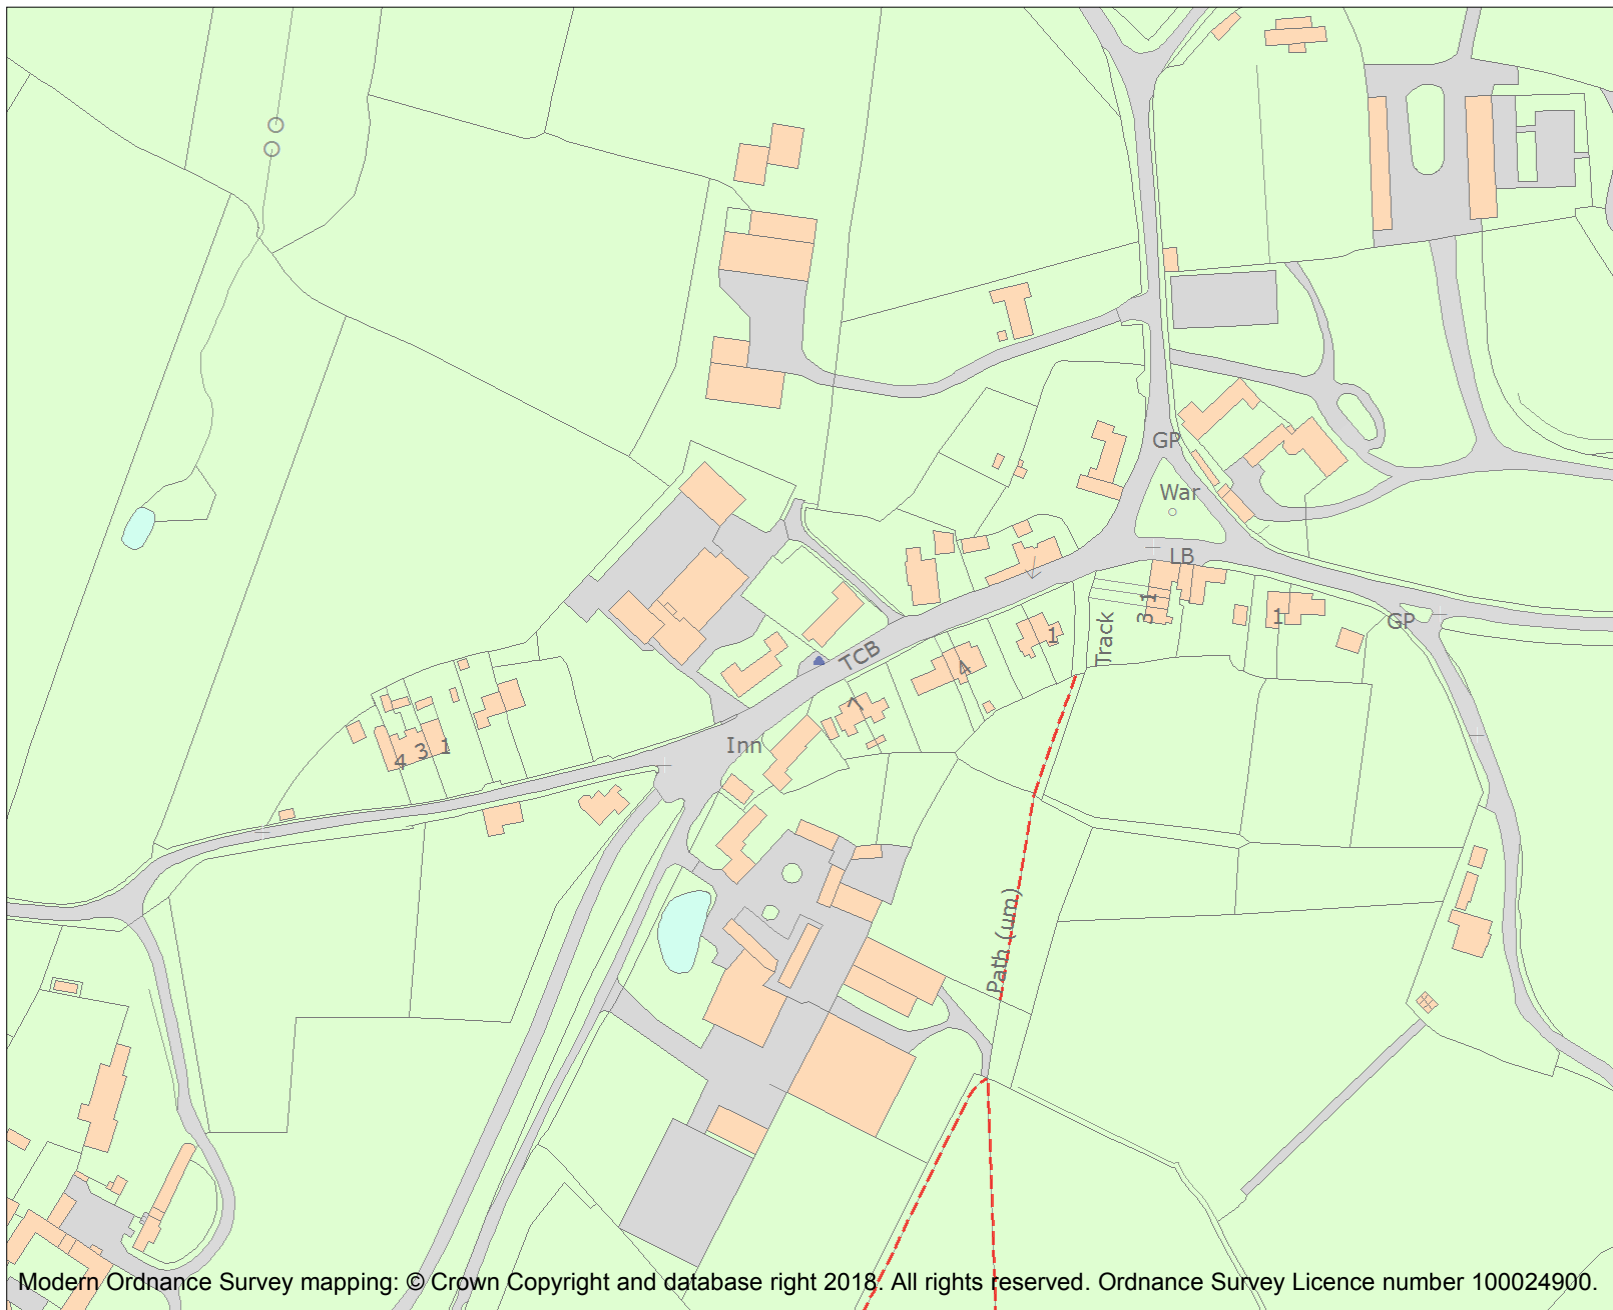 GP
War
LB
1
3
1
GP
Track
1
TCB
4
7
Inn
4
3
1
Path (um)
Modern Ordnance Survey mapping: © Crown Copyright and database right 2018. All rights reserved. Ordnance Survey Licence number 100024900.